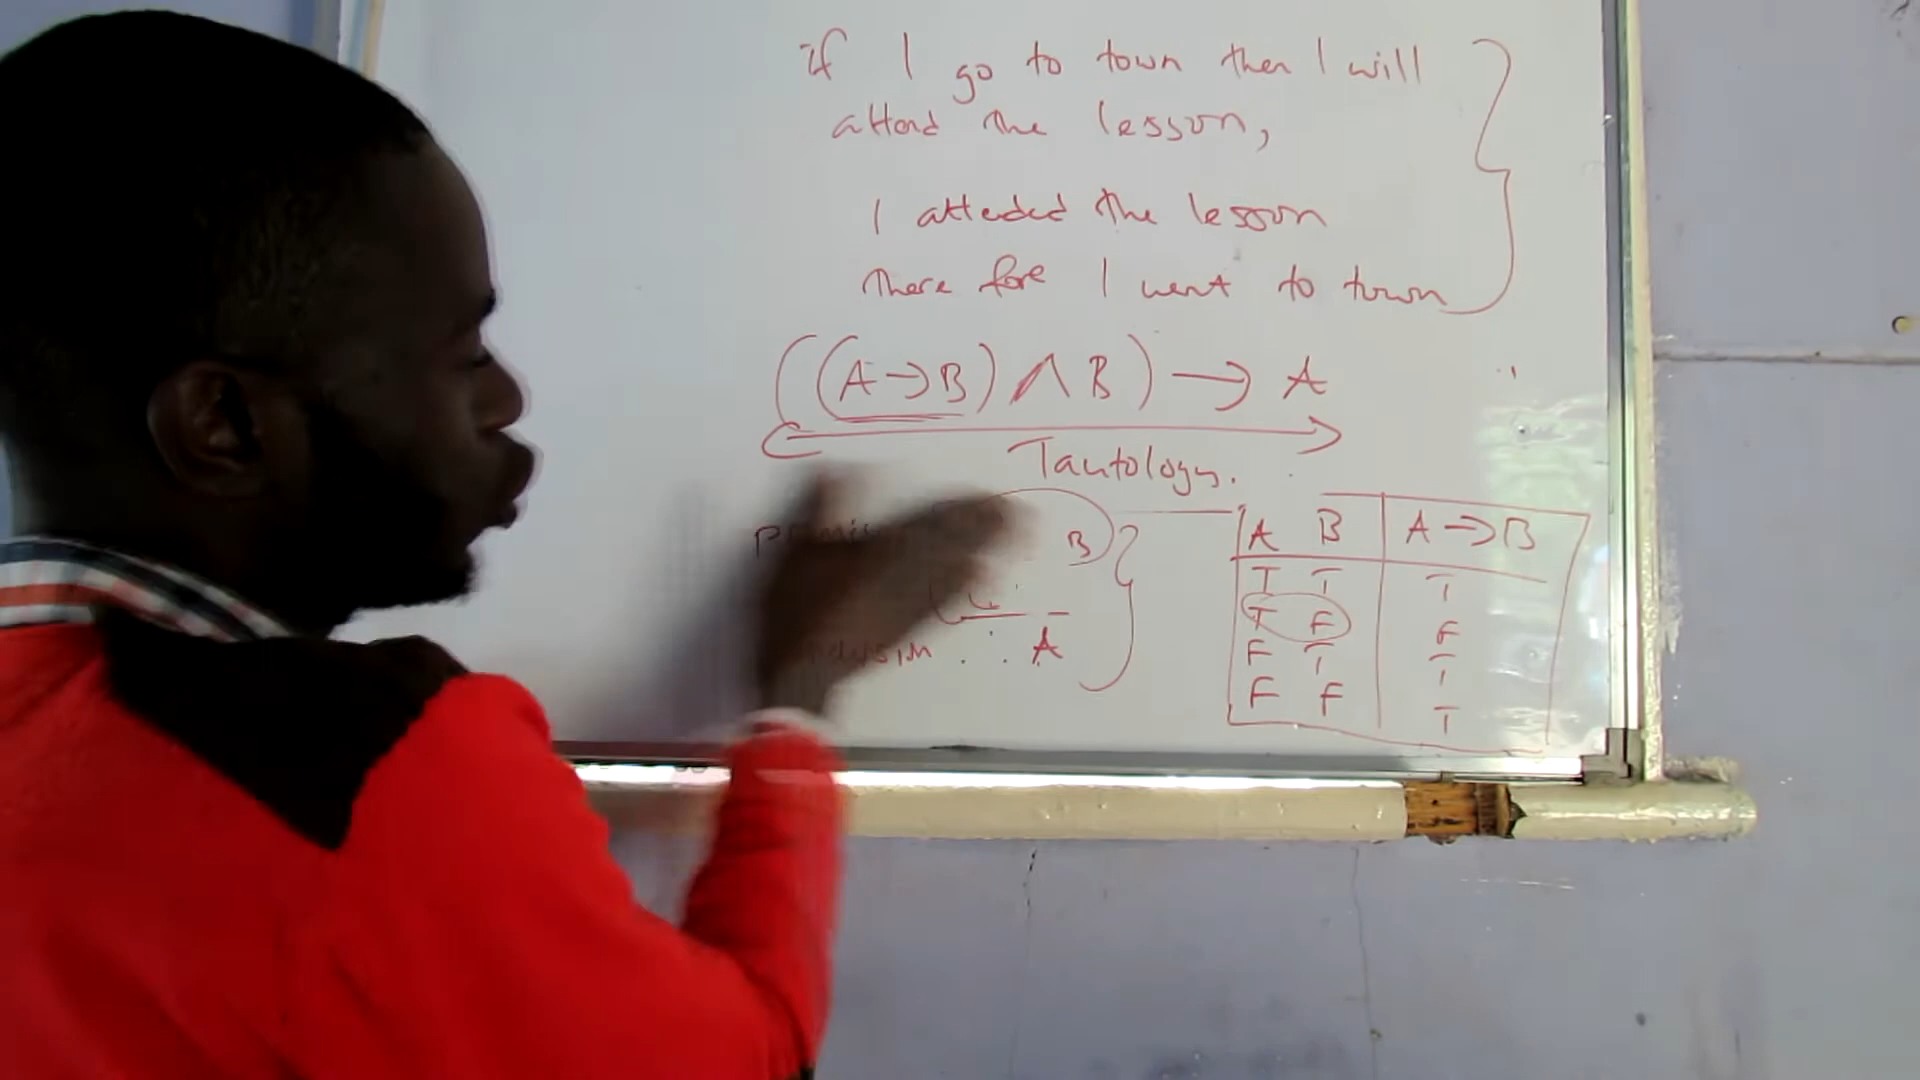 if I go to town then I will
attend the lesson,
I attended the lesson
There fore I went to town
((A→B) ∧ B) → A
Tautology.
B
∴ A
A B A→B
T T T
T F F
F T T
F F T